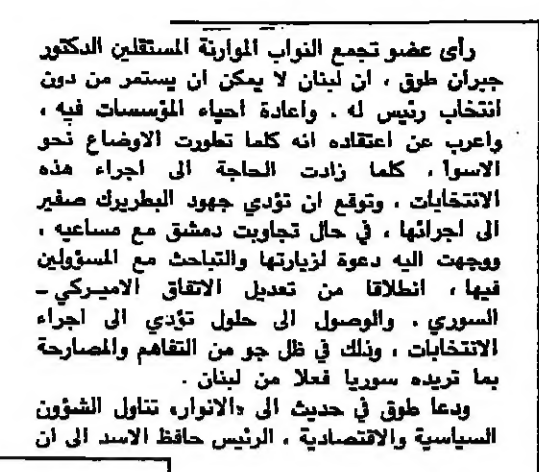 رأى عضو تجمع النواب الموارنة المستقلين الدكتور
جبران طوق ، ان لبنان لا يمكن ان يستمر من دون
انتخاب رئيس له . واعادة احياء المؤسسات فيه ،
واعرب عن اعتقاده انه كلما تطورت الاوضاع نحو
الاسوا ، كلما زادت الحاجة الى اجراء هذه
الانتخابات ، وتوقع ان تؤدي جهود البطريرك صفير
الى اجرائها ، في حال تجاوبت دمشق مع مساعيه ،
ووجهت اليه دعوة لزيارتها والتباحث مع المسؤولين
فيها ، انطلاقا من تعديل الاتفاق الاميركي ــ
السوري . والوصول الى حلول تؤدي الى اجراء
الانتخابات ، وذلك في ظل جو من التفاهم والمصارحة
بما تريده سوريا فعلا من لبنان .
ودعا طوق في حديث الى «الانوار» تناول الشؤون
السياسية والاقتصادية ، الرئيس حافظ الاسد الى ان